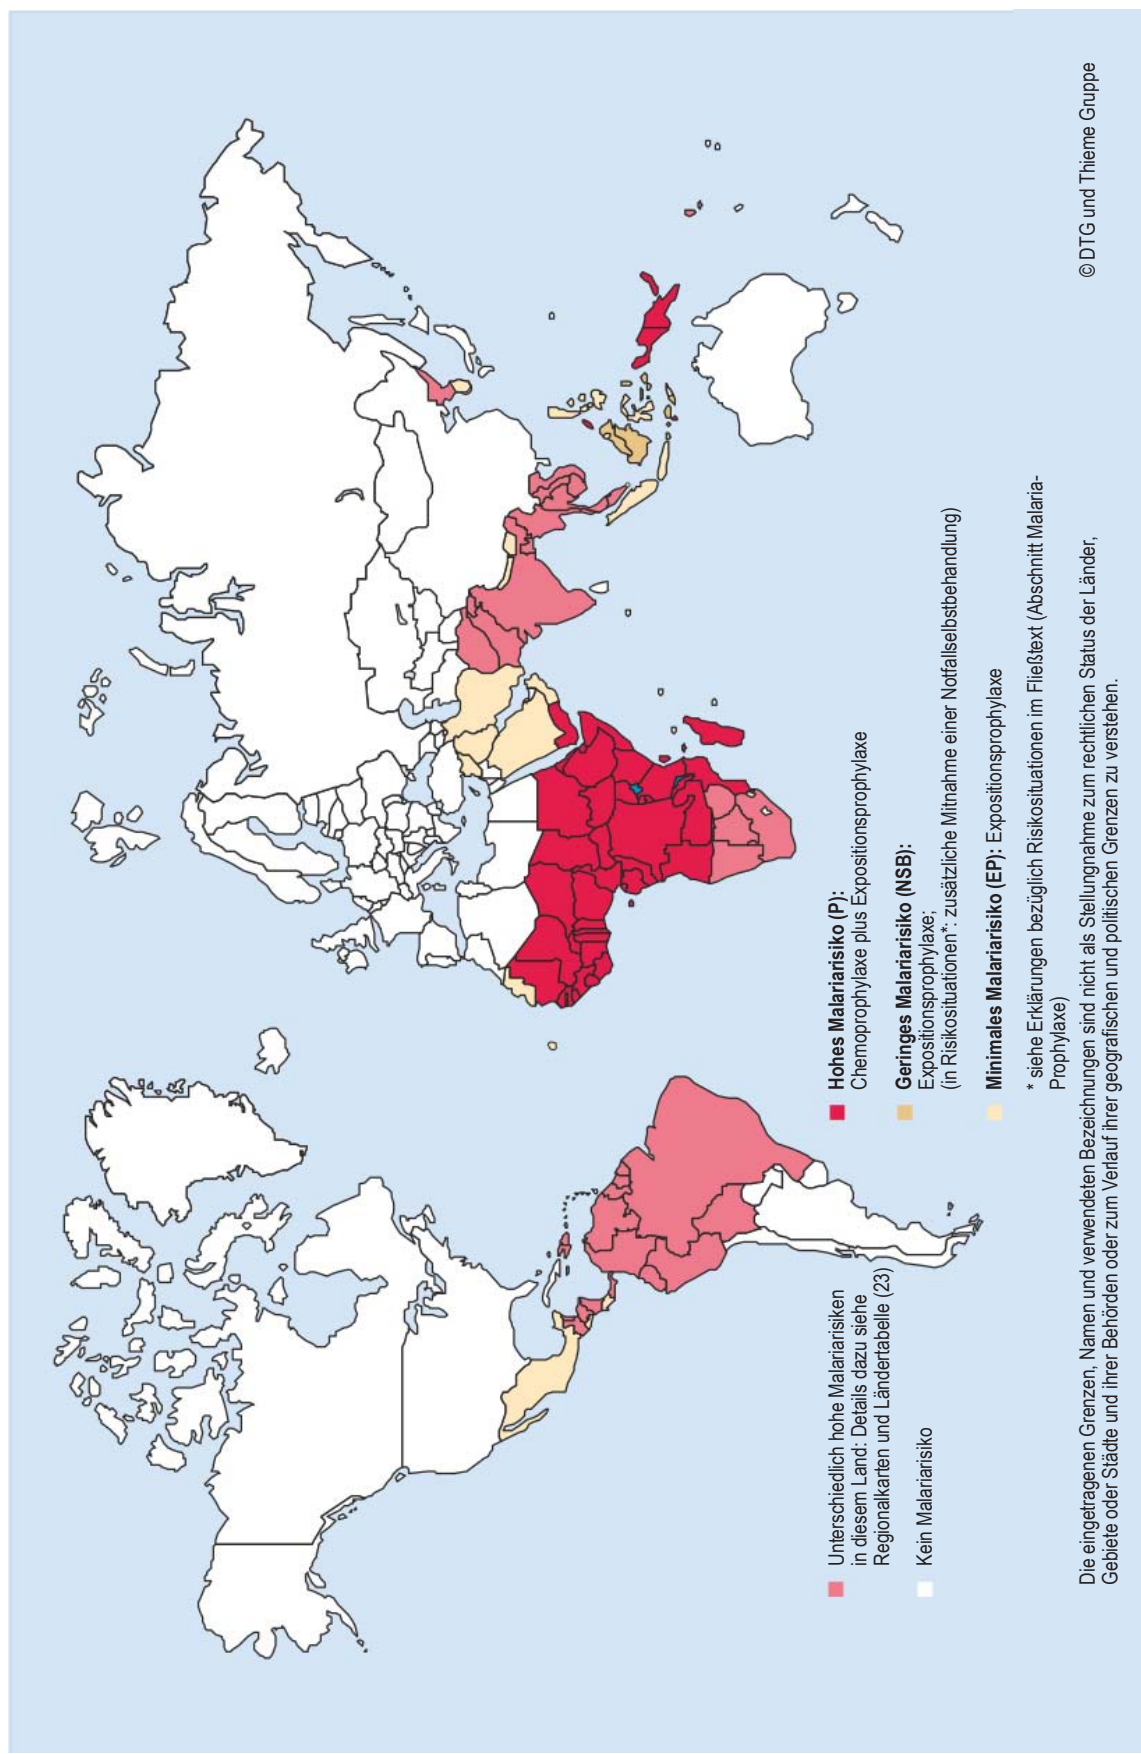 Unterschiedlich hohe Malariarisiken
in diesem Land: Details dazu siehe
Regionalkarten und Ländertabelle (23)
Kein Malariarisiko
Hohes Malariarisiko (P):
Chemoprophylaxe plus Expositionsprophylaxe
Geringes Malariarisiko (NSB):
Expositionsprophylaxe;
(in Risikosituationen*: zusätzliche Mitnahme einer Notfallselbstbehandlung)
Minimales Malariarisiko (EP): Expositionsprophylaxe
* siehe Erklärungen bezüglich Risikosituationen im Fließtext (Abschnitt Malaria-
Prophylaxe)
© DTG und Thieme Gruppe
Die eingetragenen Grenzen, Namen und verwendeten Bezeichnungen sind nicht als Stellungnahme zum rechtlichen Status der Länder,
Gebiete oder Städte und ihrer Behörden oder zum Verlauf ihrer geografischen und politischen Grenzen zu verstehen.